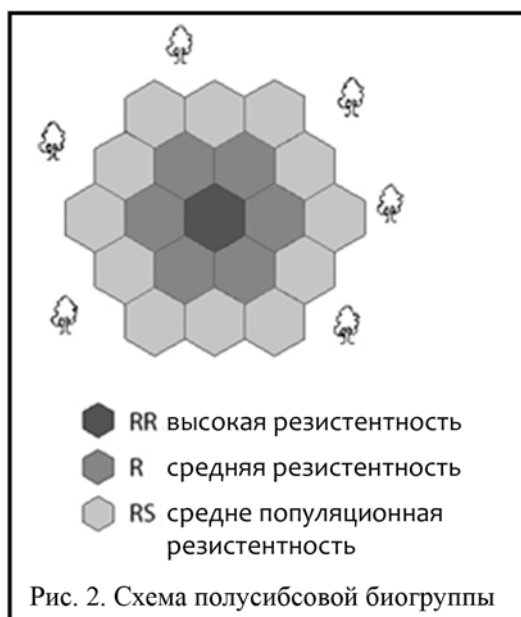 RR высокая резистентность
R средняя резистентность
RS средне популяционная
резистентность
Рис. 2. Схема полусибсовой биогруппы